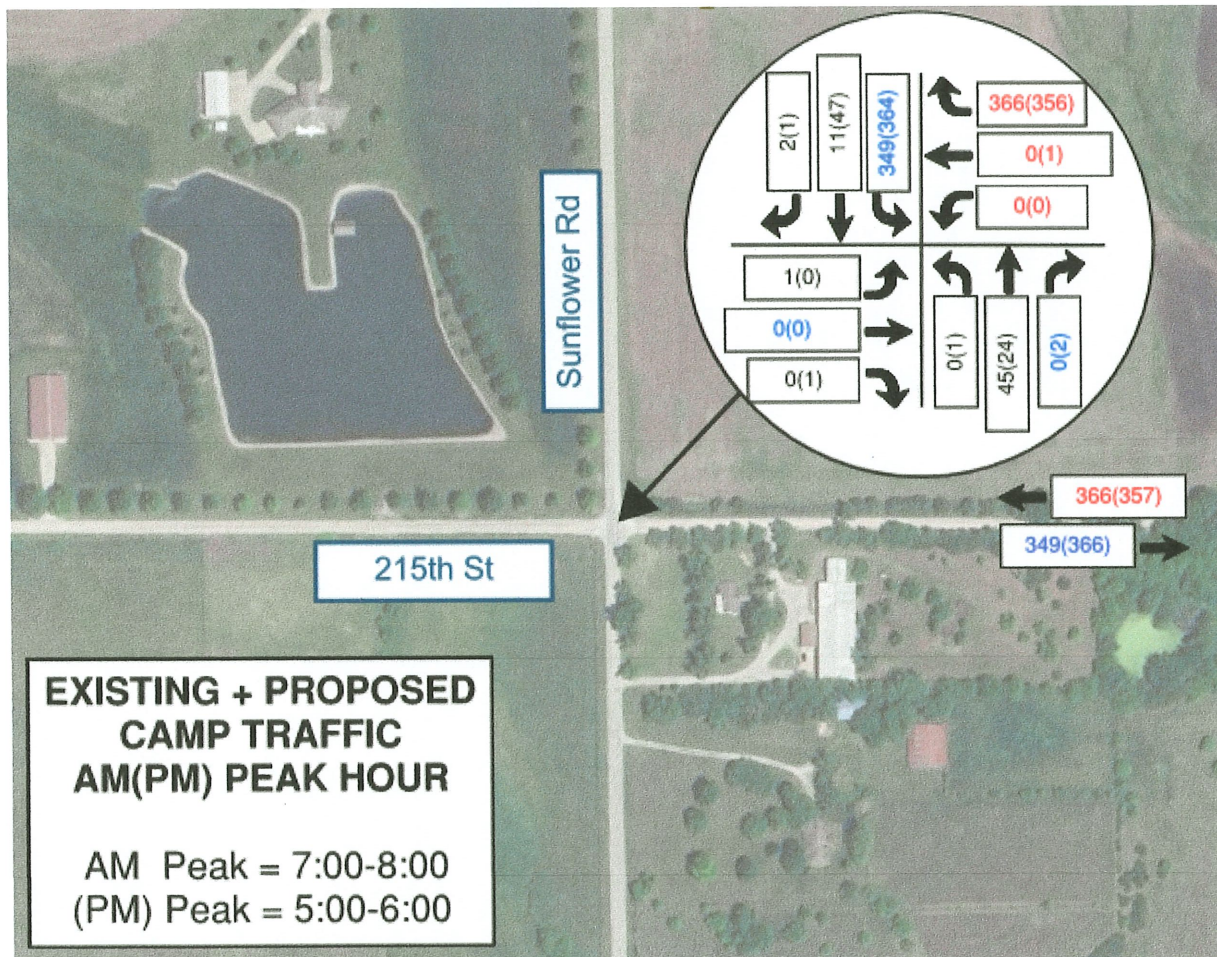 2(1)
11(47)
349(364)
366(356)
0(1)
0(0)
1(0)
0(0)
0(1)
0(1)
45(24)
0(2)
Sunflower Rd
366(357)
349(366)
215th St
EXISTING + PROPOSED
CAMP TRAFFIC
AM(PM) PEAK HOUR
AM Peak = 7:00-8:00
(PM) Peak = 5:00-6:00